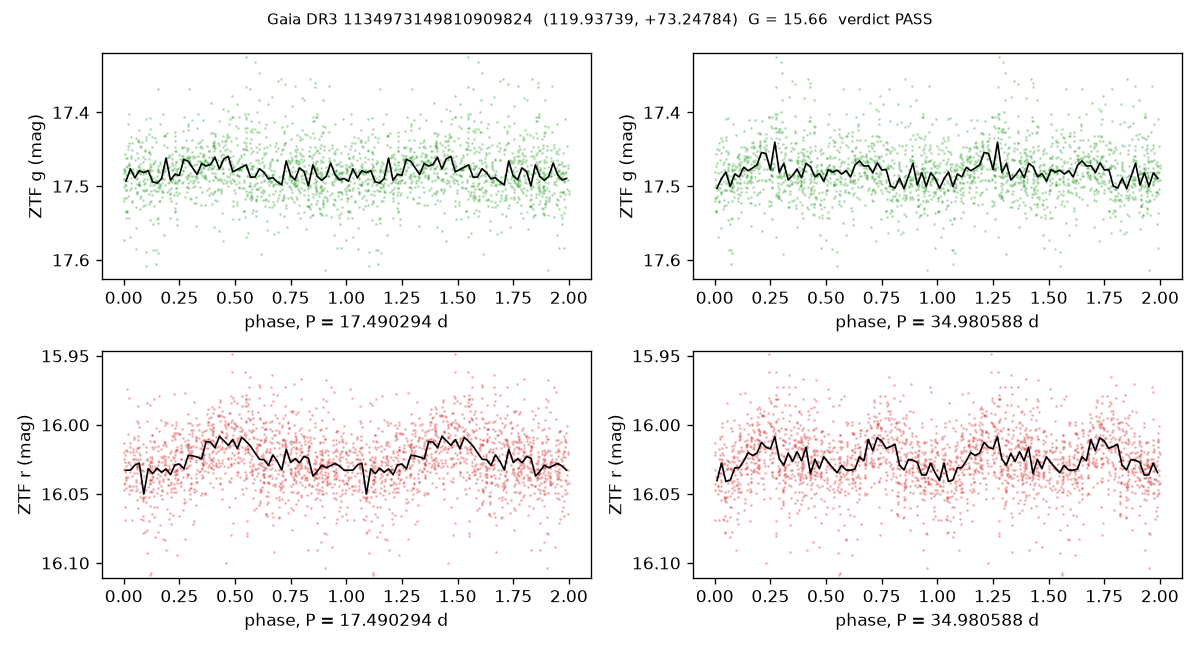 Gaia DR3 1134973149810909824 (119.93739, +73.24784) G = 15.66 verdict PASS
ZTF g (mag)
17.4
17.5
17.6
0.00 0.25 0.50 0.75 1.00 1.25 1.50 1.75 2.00
phase, P = 17.490294 d
ZTF g (mag)
17.4
17.5
17.6
0.00 0.25 0.50 0.75 1.00 1.25 1.50 1.75 2.00
phase, P = 34.980588 d
ZTF r (mag)
15.95
16.00
16.05
16.10
0.00 0.25 0.50 0.75 1.00 1.25 1.50 1.75 2.00
phase, P = 17.490294 d
ZTF r (mag)
15.95
16.00
16.05
16.10
0.00 0.25 0.50 0.75 1.00 1.25 1.50 1.75 2.00
phase, P = 34.980588 d